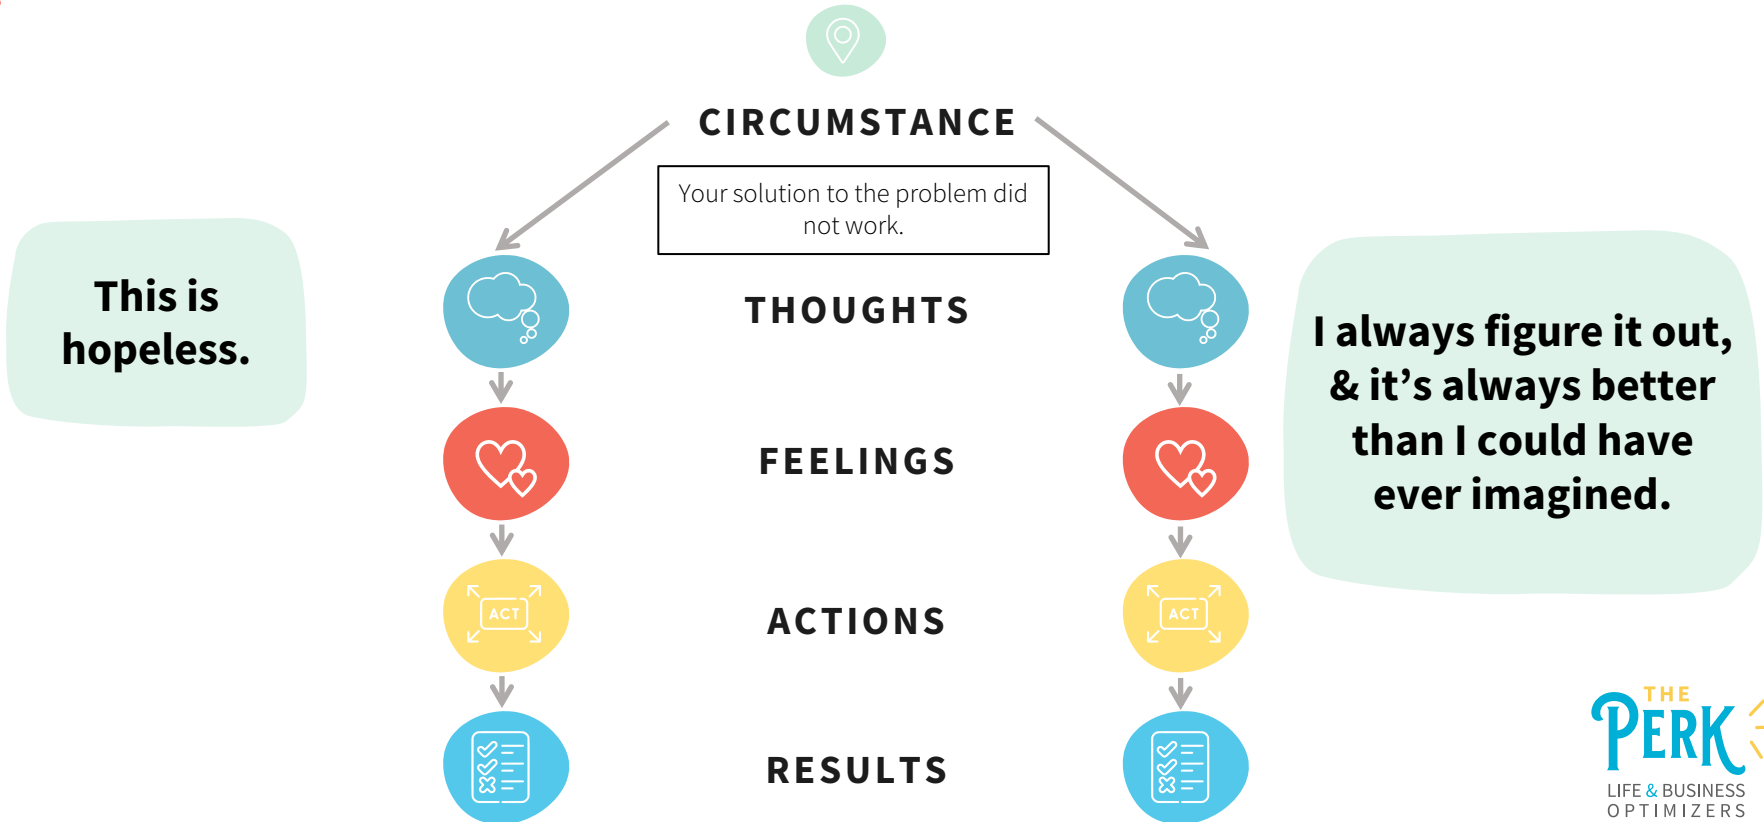 CIRCUMSTANCE
Your solution to the problem did
not work.
This is
hopeless.
THOUGHTS
I always figure it out,
& it’s always better
than I could have
ever imagined.
FEELINGS
ACT
ACT
ACTIONS
RESULTS
THE
PERK
LIFE & BUSINESS
OPTIMIZERS